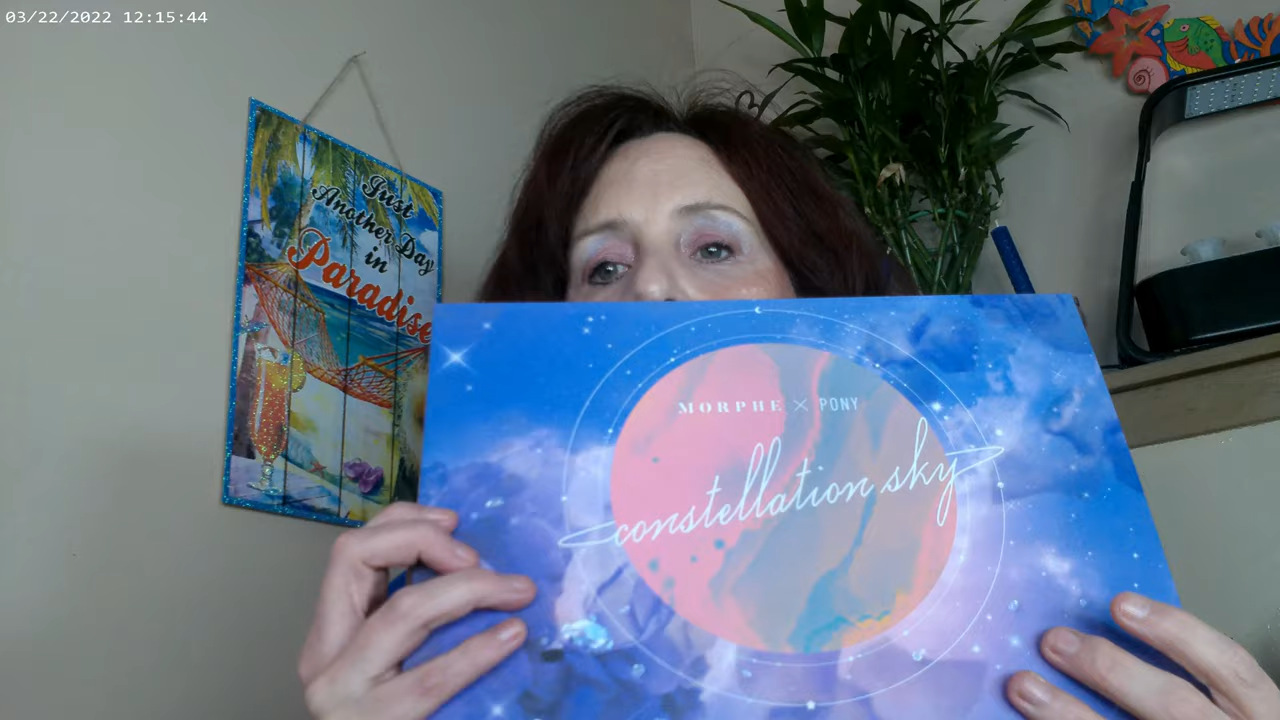 03/22/2022 12:15:44
Just
Another Day
in
Paradise
MORPHE X PONY
constellation sky